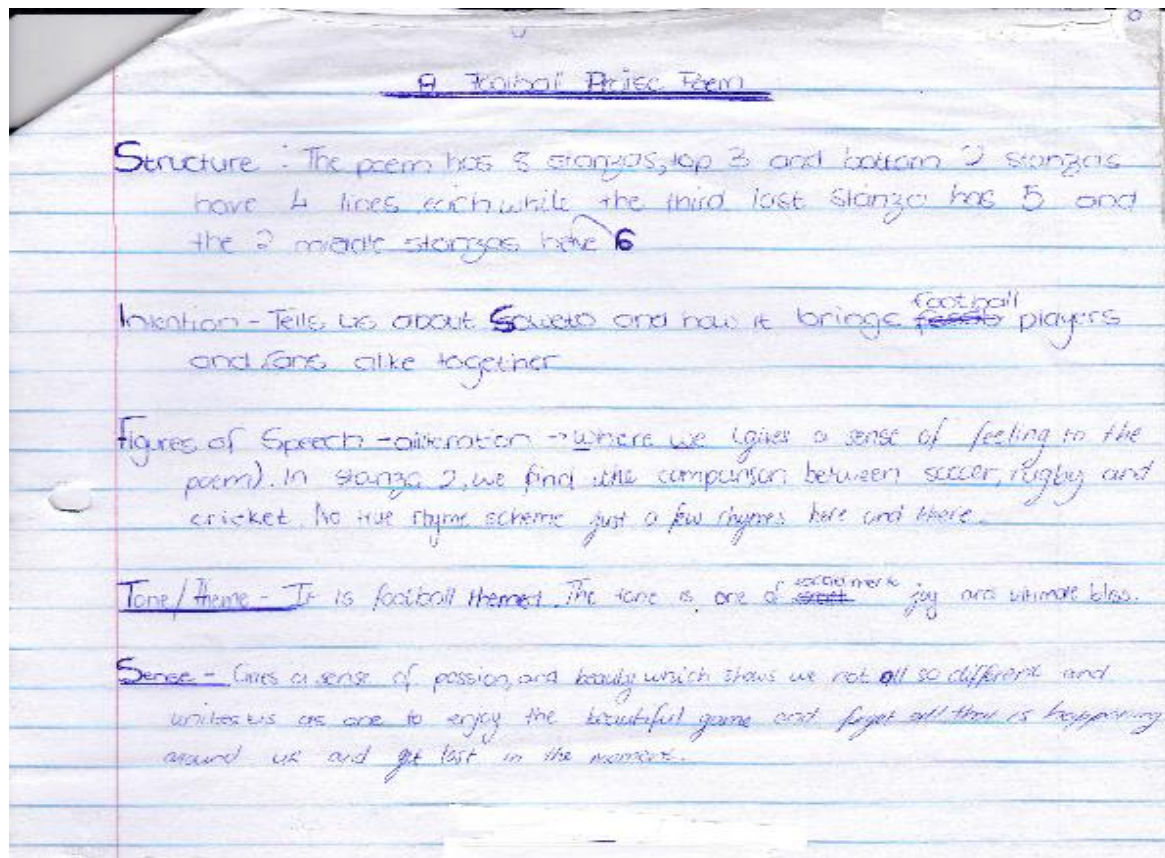 A Football Praise Poem
Structure : The poem has 8 stanzas, top 3 and bottom 2 stanzas
have 4 lines each while the third last stanza has 5 and
the 2 middle stanzas have 6
Intention - Tells us about Soweto and how it brings football players
and fans alike together
Figures of Speech - aliteration → where we (gives a sense of feeling to the
poem). In stanza 2, we find the comparison between soccer, rugby and
cricket. No true rhyme scheme just a few rhymes here and there.
Tone/Theme - It is football themed. The tone is one of joy and ultimate bliss.
Sense - Gives a sense of passion, and beauty which shows we not all so different and
unites us as one to enjoy the beautiful game and forget all that is happening
around us and get lost in the moment.